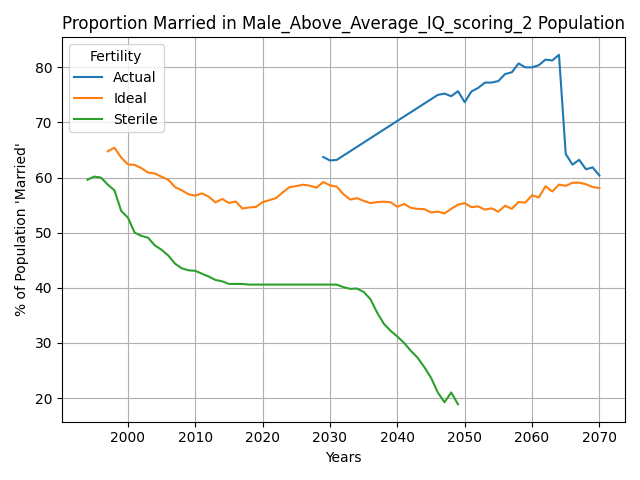 Proportion Married in Male_Above_Average_IQ_scoring_2 Population
Fertility
Actual
Ideal
Sterile
% of Population 'Married'
80
70
60
50
40
30
20
2000 2010 2020 2030 2040 2050 2060 2070
Years